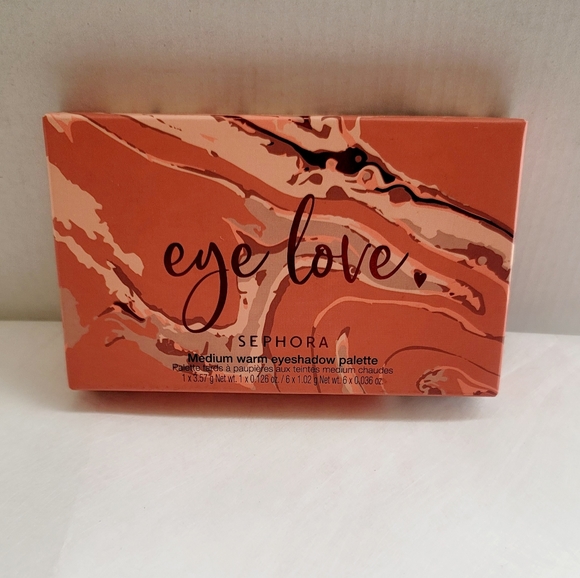 eye love
SEPHORA
Medium warm eyeshadow palette
Palette fards à paupières aux teintes medium chaudes
1 x 3.57 g Net wt. 1 x 0.126 oz. / 6 x 1.02 g Net wt. 6 x 0.036 oz.